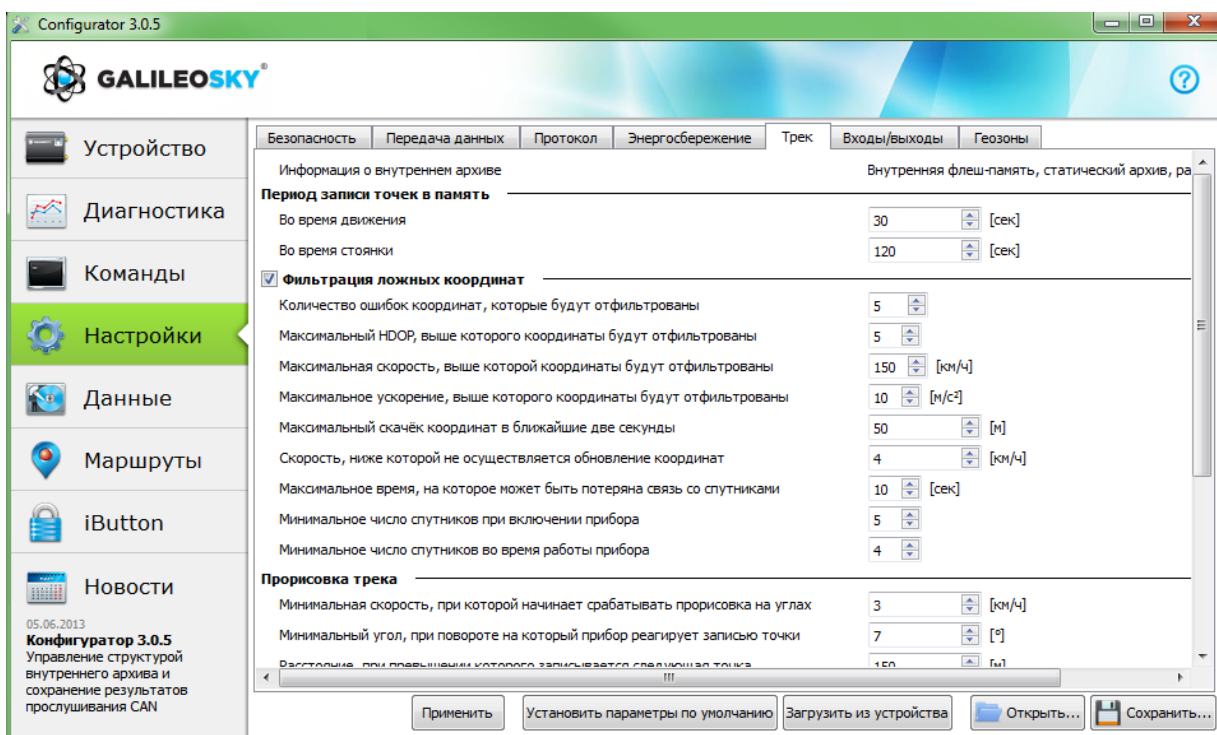 Configurator 3.0.5
GALILEOSKY®
?
Устройство
Диагностика
Команды
Настройки
Данные
Маршруты
iButton
Новости
05.06.2013
Конфигуратор 3.0.5
Управление структурой
внутреннего архива и
сохранение результатов
прослушивания CAN
Безопасность Передача данных Протокол Энергосбережение Трек Входы/выходы Геозоны
Информация о внутреннем архиве Внутренняя флеш-память, статический архив, ра
Период записи точек в память
Во время движения 30 [сек]
Во время стоянки 120 [сек]
Фильтрация ложных координат
Количество ошибок координат, которые будут отфильтрованы 5
Максимальный HDOP, выше которого координаты будут отфильтрованы 5
Максимальная скорость, выше которой координаты будут отфильтрованы 150 [км/ч]
Максимальное ускорение, выше которого координаты будут отфильтрованы 10 [м/с²]
Максимальный скачёк координат в ближайшие две секунды 50 [м]
Скорость, ниже которой не осуществляется обновление координат 4 [км/ч]
Максимальное время, на которое может быть потеряна связь со спутниками 10 [сек]
Минимальное число спутников при включении прибора 5
Минимальное число спутников во время работы прибора 4
Прорисовка трека
Минимальная скорость, при которой начинает срабатывать прорисовка на углах 3 [км/ч]
Минимальный угол, при повороте на который прибор реагирует записью точки 7 [°]
Расстояние, при превышении которого записывается следующая точка 150 [м]
Применить Установить параметры по умолчанию Загрузить из устройства Открыть... Сохранить...